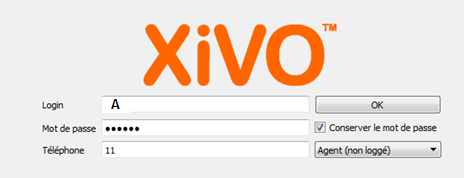 XiVO™
Login A OK
Mot de passe •••••• Conserver le mot de passe
Téléphone 11 Agent (non loggé)